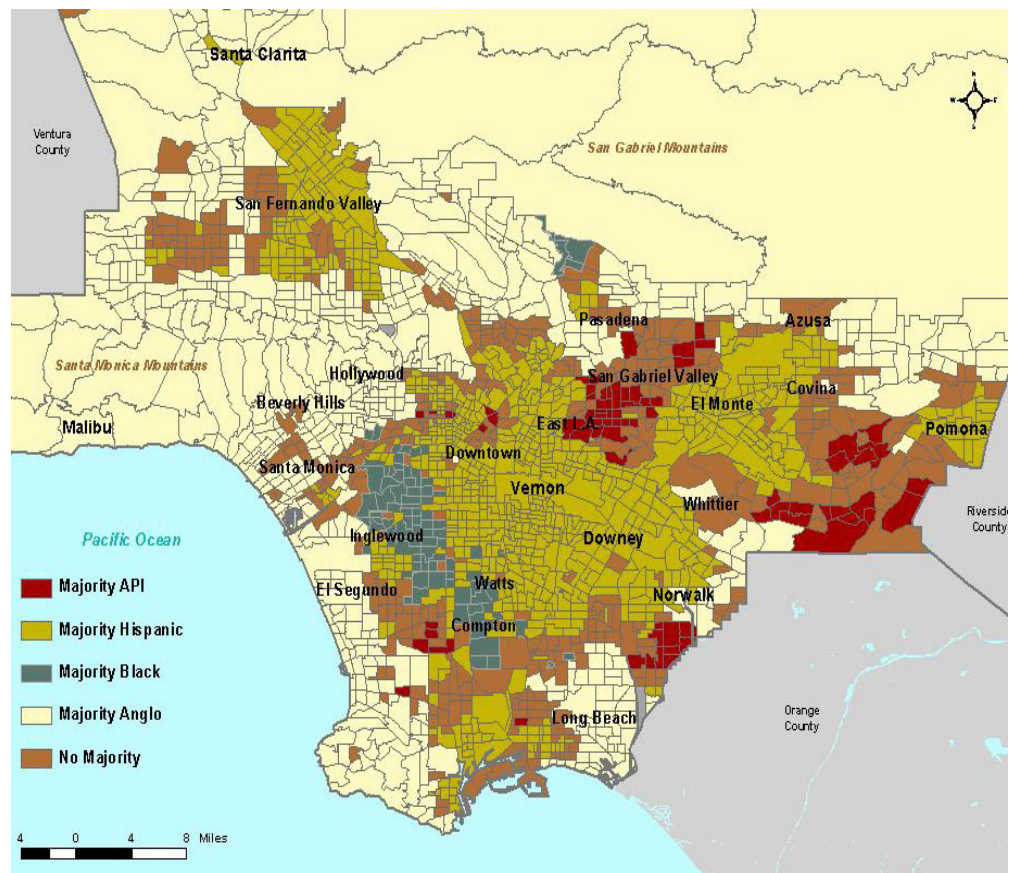 Santa Clarita
N
W E
S
Ventura
County
San Gabriel Mountains
San Fernando Valley
Pasadena
Azusa
Santa Monica Mountains
Hollywood
San Gabriel Valley
Covina
Beverly Hills
El Monte
Malibu
East L.A.
Pomona
Downtown
Santa Monica
Vernon
Whittier
Riverside
County
Inglewood
Downey
Pacific Ocean
Majority API
El Segundo
Watts
Norwalk
Compton
Majority Hispanic
Majority Black
Majority Anglo
Long Beach
Orange
County
No Majority
4 0 4 8 Miles